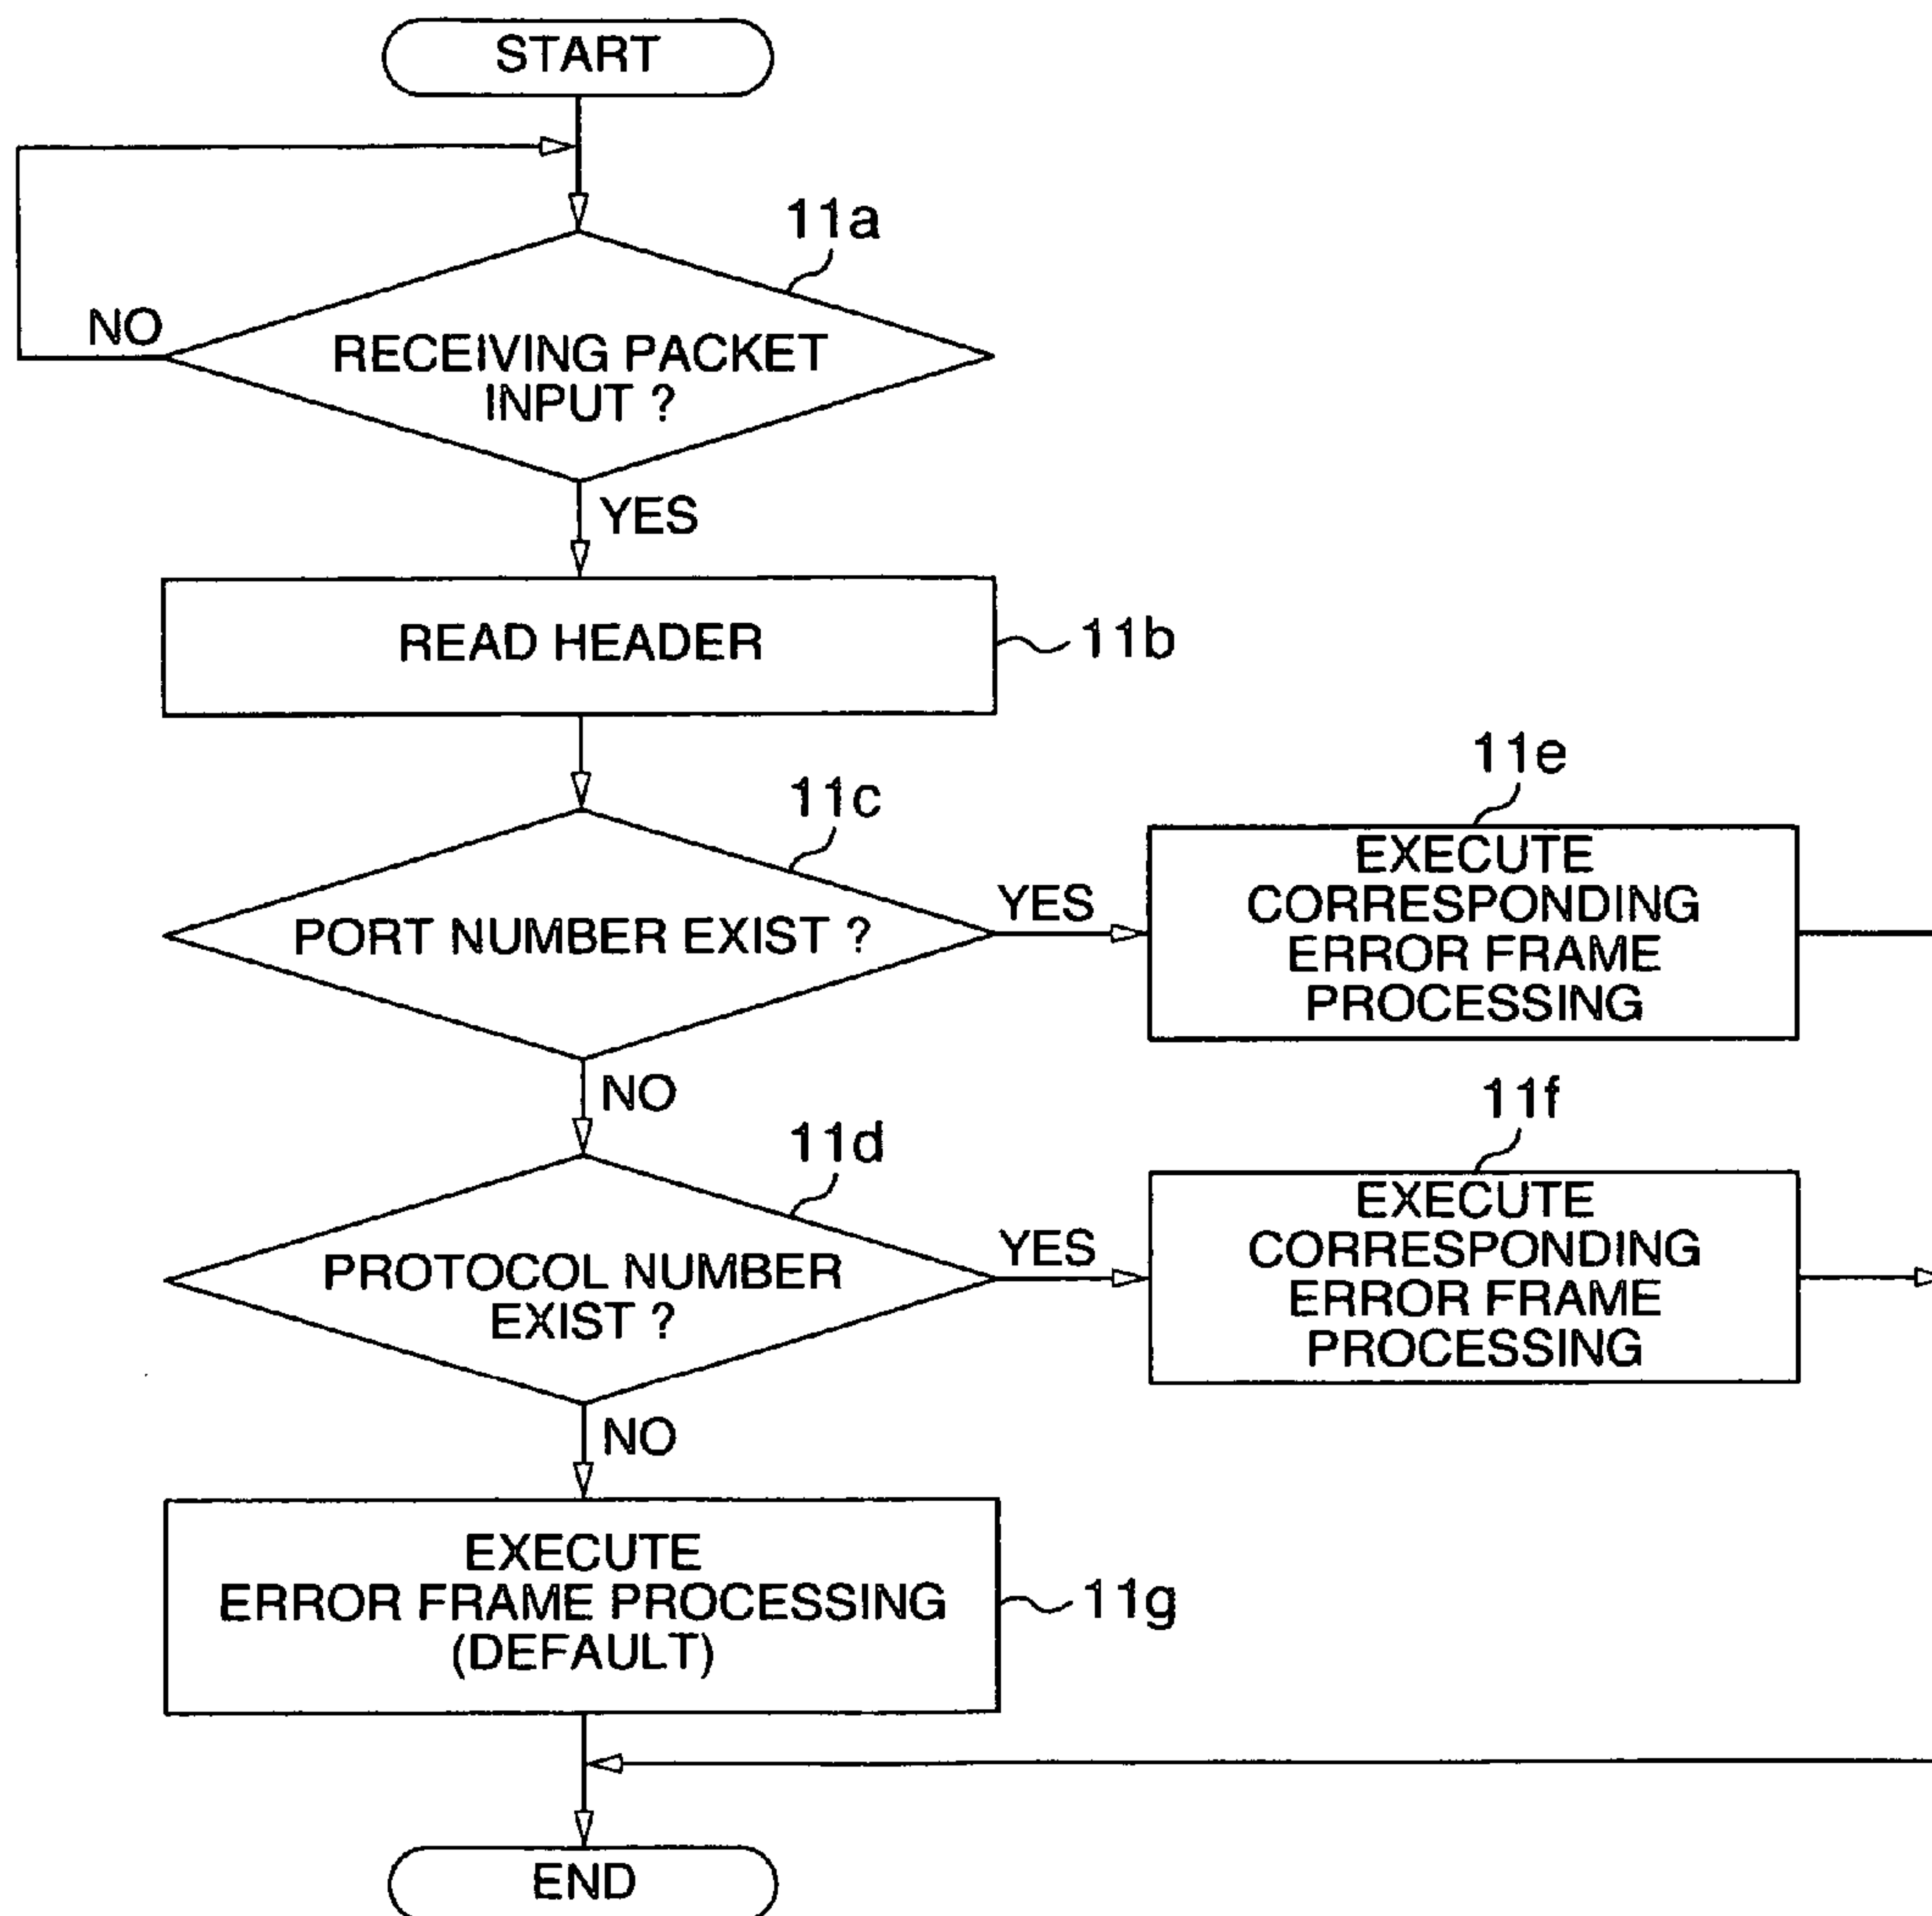 START
11a
NO
RECEIVING PACKET
INPUT ?
YES
READ HEADER
11b
11c
PORT NUMBER EXIST ?
YES
11e
EXECUTE
CORRESPONDING
ERROR FRAME
PROCESSING
NO
11d
PROTOCOL NUMBER
EXIST ?
YES
11f
EXECUTE
CORRESPONDING
ERROR FRAME
PROCESSING
NO
EXECUTE
ERROR FRAME PROCESSING
(DEFAULT)
11g
END